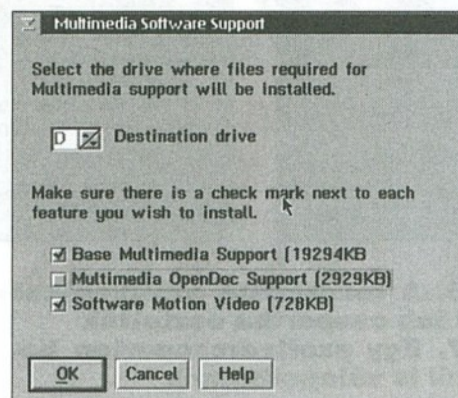 Multimedia Software Support
Select the drive where files required for
Multimedia support will be installed.
D Destination drive
Make sure there is a check mark next to each
feature you wish to install.
Base Multimedia Support (19294KB
Multimedia OpenDoc Support (2929KB)
Software Motion Video (728KB)
OK Cancel Help